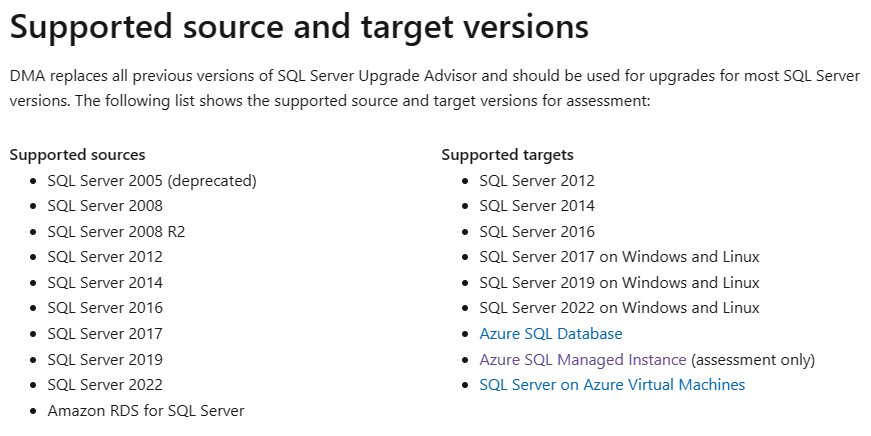 Supported source and target versions
DMA replaces all previous versions of SQL Server Upgrade Advisor and should be used for upgrades for most SQL Server
versions. The following list shows the supported source and target versions for assessment:
Supported sources
• SQL Server 2005 (deprecated)
• SQL Server 2008
• SQL Server 2008 R2
• SQL Server 2012
• SQL Server 2014
• SQL Server 2016
• SQL Server 2017
• SQL Server 2019
• SQL Server 2022
• Amazon RDS for SQL Server
Supported targets
• SQL Server 2012
• SQL Server 2014
• SQL Server 2016
• SQL Server 2017 on Windows and Linux
• SQL Server 2019 on Windows and Linux
• SQL Server 2022 on Windows and Linux
• Azure SQL Database
• Azure SQL Managed Instance (assessment only)
• SQL Server on Azure Virtual Machines